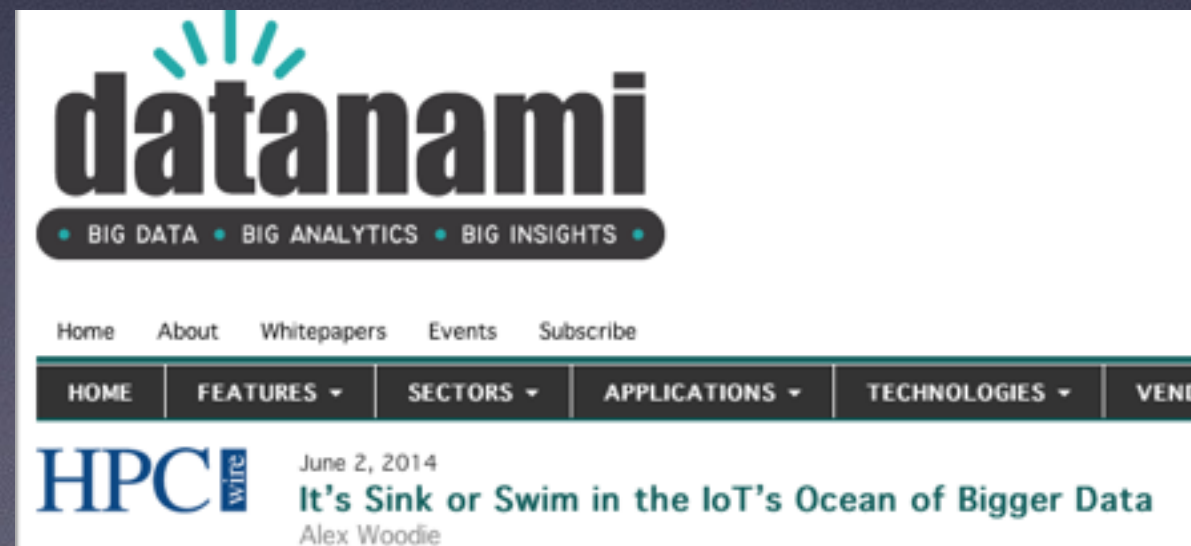 datanami
• BIG DATA • BIG ANALYTICS • BIG INSIGHTS •
Home About Whitepapers Events Subscribe
HOME FEATURES SECTORS APPLICATIONS TECHNOLOGIES VEND
HPC wire
June 2, 2014
It's Sink or Swim in the IoT's Ocean of Bigger Data
Alex Woodie